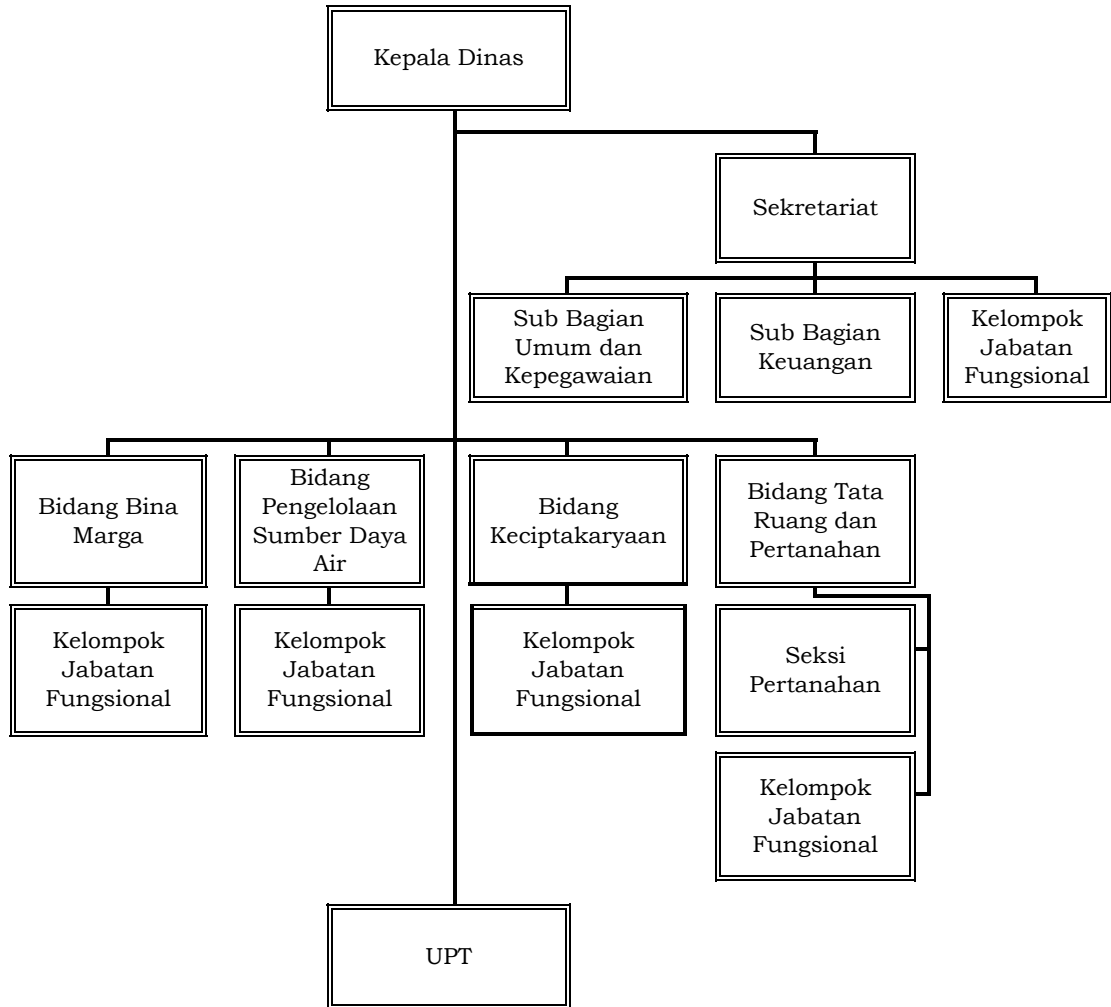 Kepala Dinas
Sekretariat
Sub Bagian
Umum dan
Kepegawaian
Sub Bagian
Keuangan
Kelompok
Jabatan
Fungsional
Bidang Bina
Marga
Bidang
Pengelolaan
Sumber Daya
Air
Bidang
Keciptakaryaan
Bidang Tata
Ruang dan
Pertanahan
Kelompok
Jabatan
Fungsional
Kelompok
Jabatan
Fungsional
Kelompok
Jabatan
Fungsional
Seksi
Pertanahan
Kelompok
Jabatan
Fungsional
UPT